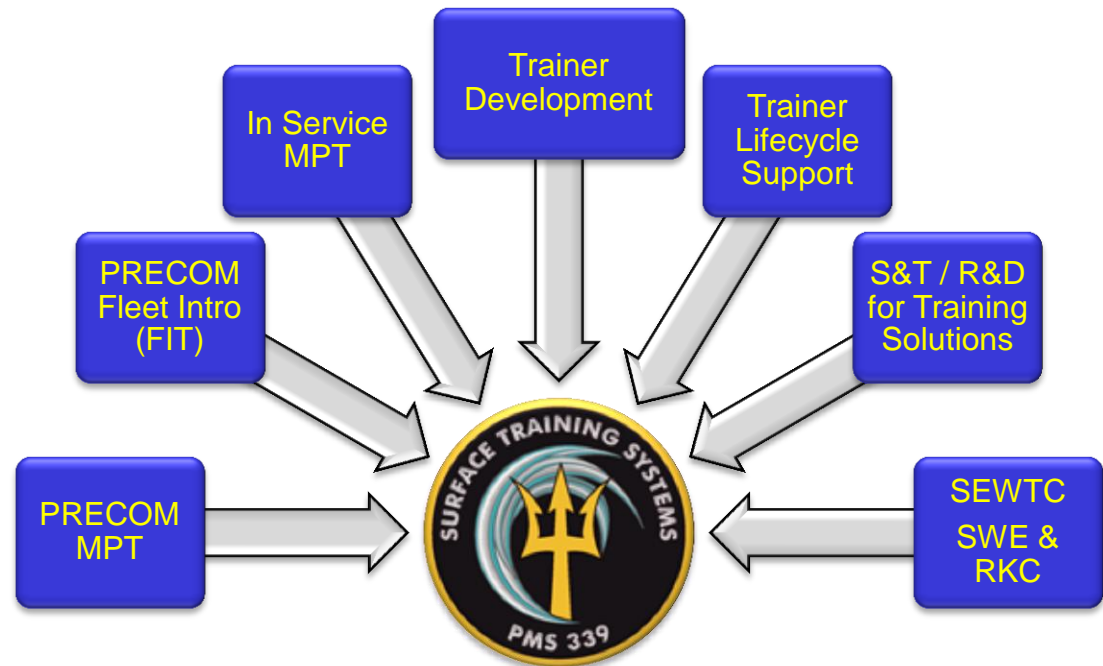 Trainer
Development
In Service
MPT
Trainer
Lifecycle
Support
PRECOM
Fleet Intro
(FIT)
S&T / R&D
for Training
Solutions
PRECOM
MPT
SEWTC
SWE &
RKC
SURFACE TRAINING SYSTEMS
PMS 339